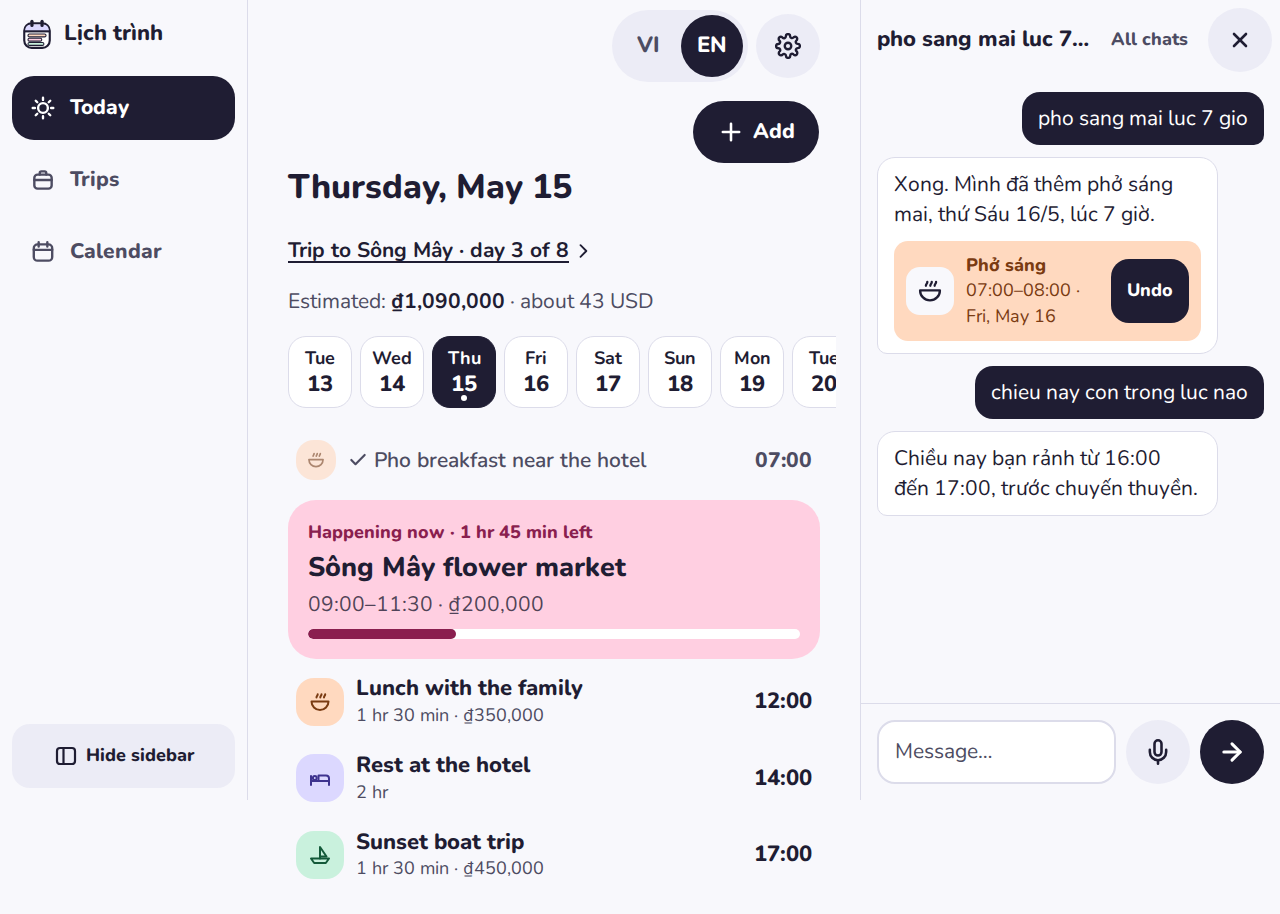 Lịch trình
Today
Trips
Calendar
Hide sidebar
VI
EN
Add
Thursday, May 15
Trip to Sông Mây · day 3 of 8
Estimated: ₫1,090,000 · about 43 USD
Tue
13
Wed
14
Thu
15
Fri
16
Sat
17
Sun
18
Mon
19
Tue
20
Pho breakfast near the hotel
07:00
Happening now · 1 hr 45 min left
Sông Mây flower market
09:00–11:30 · ₫200,000
Lunch with the family
1 hr 30 min · ₫350,000
12:00
Rest at the hotel
2 hr
14:00
Sunset boat trip
1 hr 30 min · ₫450,000
17:00
pho sang mai luc 7...
All chats
pho sang mai luc 7 gio
Xong. Mình đã thêm phở sáng
mai, thứ Sáu 16/5, lúc 7 giờ.
Phở sáng
07:00–08:00 ·
Fri, May 16
Undo
chieu nay con trong luc nao
Chiều nay bạn rảnh từ 16:00
đến 17:00, trước chuyến thuyền.
Message...